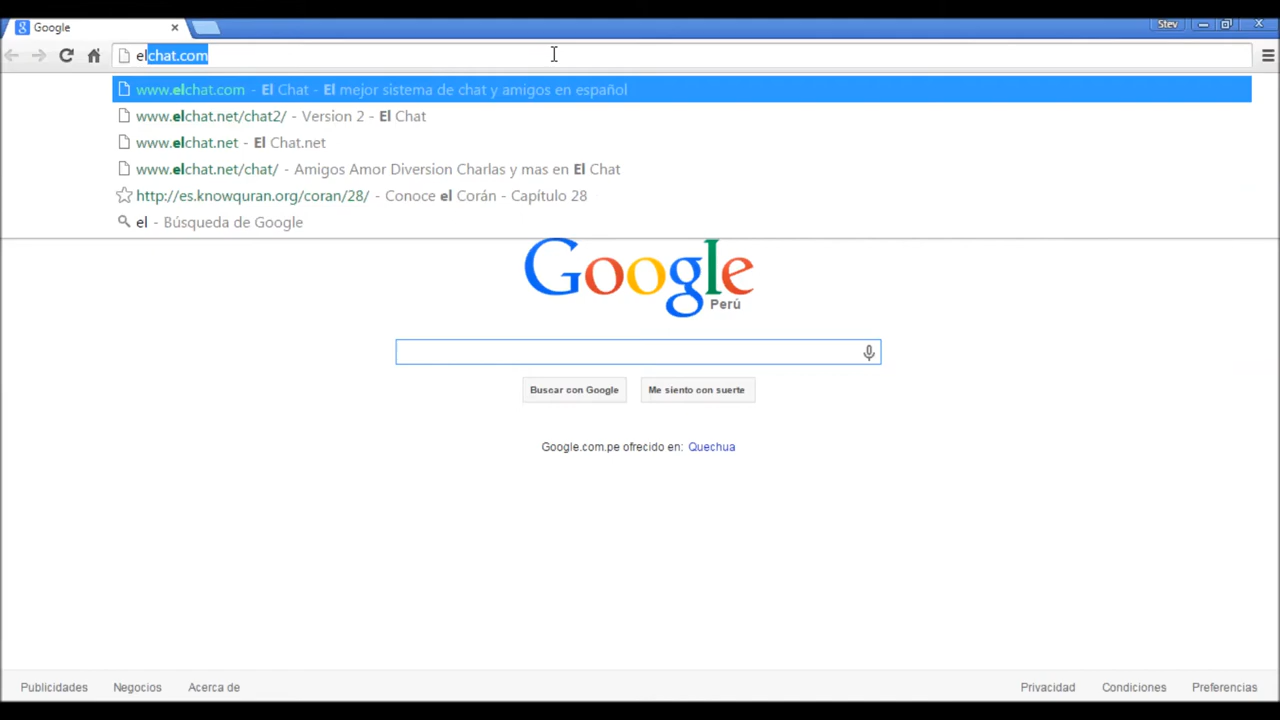 Google
Stev
elchat.com
www.elchat.com - El Chat - El mejor sistema de chat y amigos en español
www.elchat.net/chat2/ - Version 2 - El Chat
www.elchat.net - El Chat.net
www.elchat.net/chat/ - Amigos Amor Diversion Charlas y mas en El Chat
http://es.knowquran.org/coran/28/ - Conoce el Corán - Capítulo 28
el - Búsqueda de Google
Google
Perú
Buscar con Google Me siento con suerte
Google.com.pe ofrecido en: Quechua
Publicidades Negocios Acerca de Privacidad Condiciones Preferencias